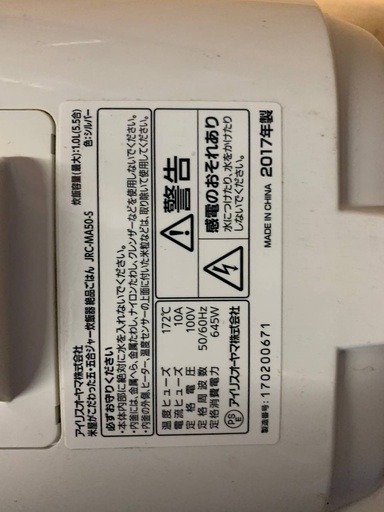 アイリスオーヤマ株式会社
米屋がこだわった五・五合ジャー炊飯器 絶品ごはん JRC-MA50-S
炊飯容量(最大):1.0L(5.5合)
色:シルバー
必ずお守りください
・本体内部に絶対に水を入れないでください。
・内釜には、金属へら、金属たわし、ナイロンたわし、クレンザーなどを使用しないでください。
・内釜の外側、ヒーター、温度センサーの上面に付いた米粒などは、取り除いて使用してください。
温度ヒューズ 172℃
電流ヒューズ 10A
定格電圧 100V
定格周波数 50/60Hz
定格消費電力 645W
PS
E
アイリスオーヤマ株式会社
製造番号:170200671
警告
感電のおそれあり
水につけたり、水をかけたり
しないでください。
MADE IN CHINA 2017年製